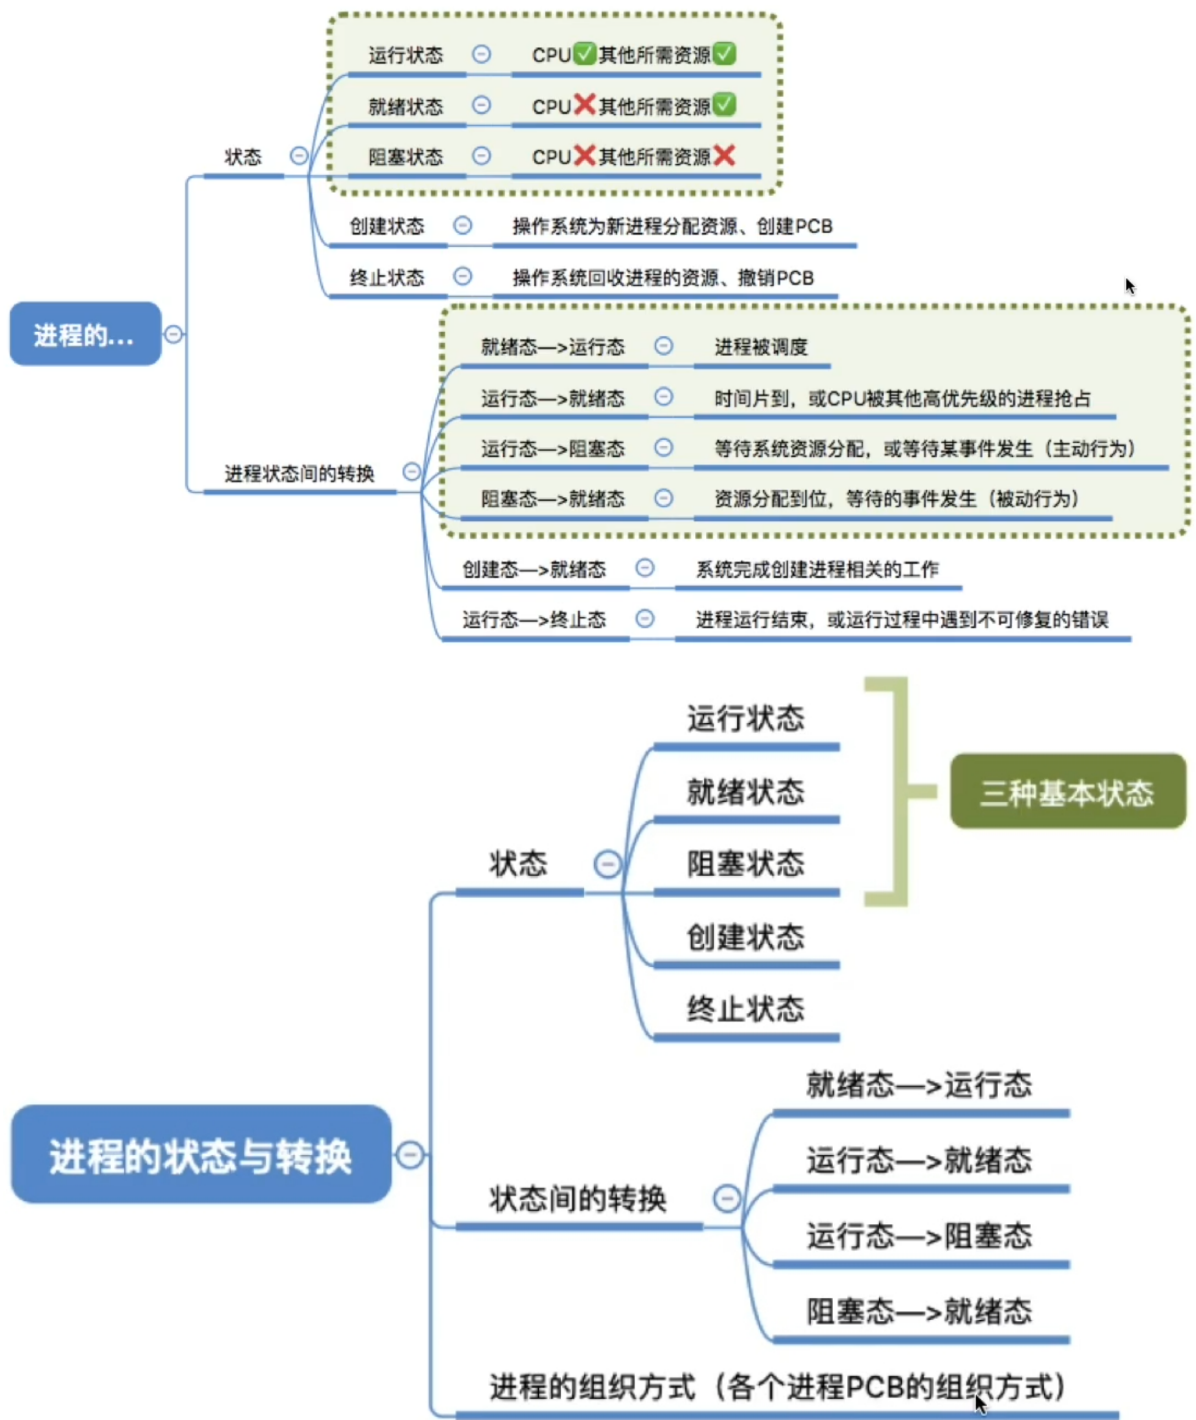 运行状态 CPU✅其他所需资源✅
就绪状态 CPU❌其他所需资源✅
阻塞状态 CPU❌其他所需资源❌
状态
创建状态 操作系统为新进程分配资源、创建PCB
终止状态 操作系统回收进程的资源、撤销PCB
进程的...
就绪态—>运行态 进程被调度
运行态—>就绪态 时间片到，或CPU被其他高优先级的进程抢占
运行态—>阻塞态 等待系统资源分配，或等待某事件发生（主动行为）
进程状态间的转换
阻塞态—>就绪态 资源分配到位，等待的事件发生（被动行为）
创建态—>就绪态 系统完成创建进程相关的工作
运行态—>终止态 进程运行结束，或运行过程中遇到不可修复的错误
运行状态
就绪状态
三种基本状态
状态
阻塞状态
创建状态
终止状态
就绪态—>运行态
进程的状态与转换
运行态—>就绪态
状态间的转换
运行态—>阻塞态
阻塞态—>就绪态
进程的组织方式（各个进程PCB的组织方式）